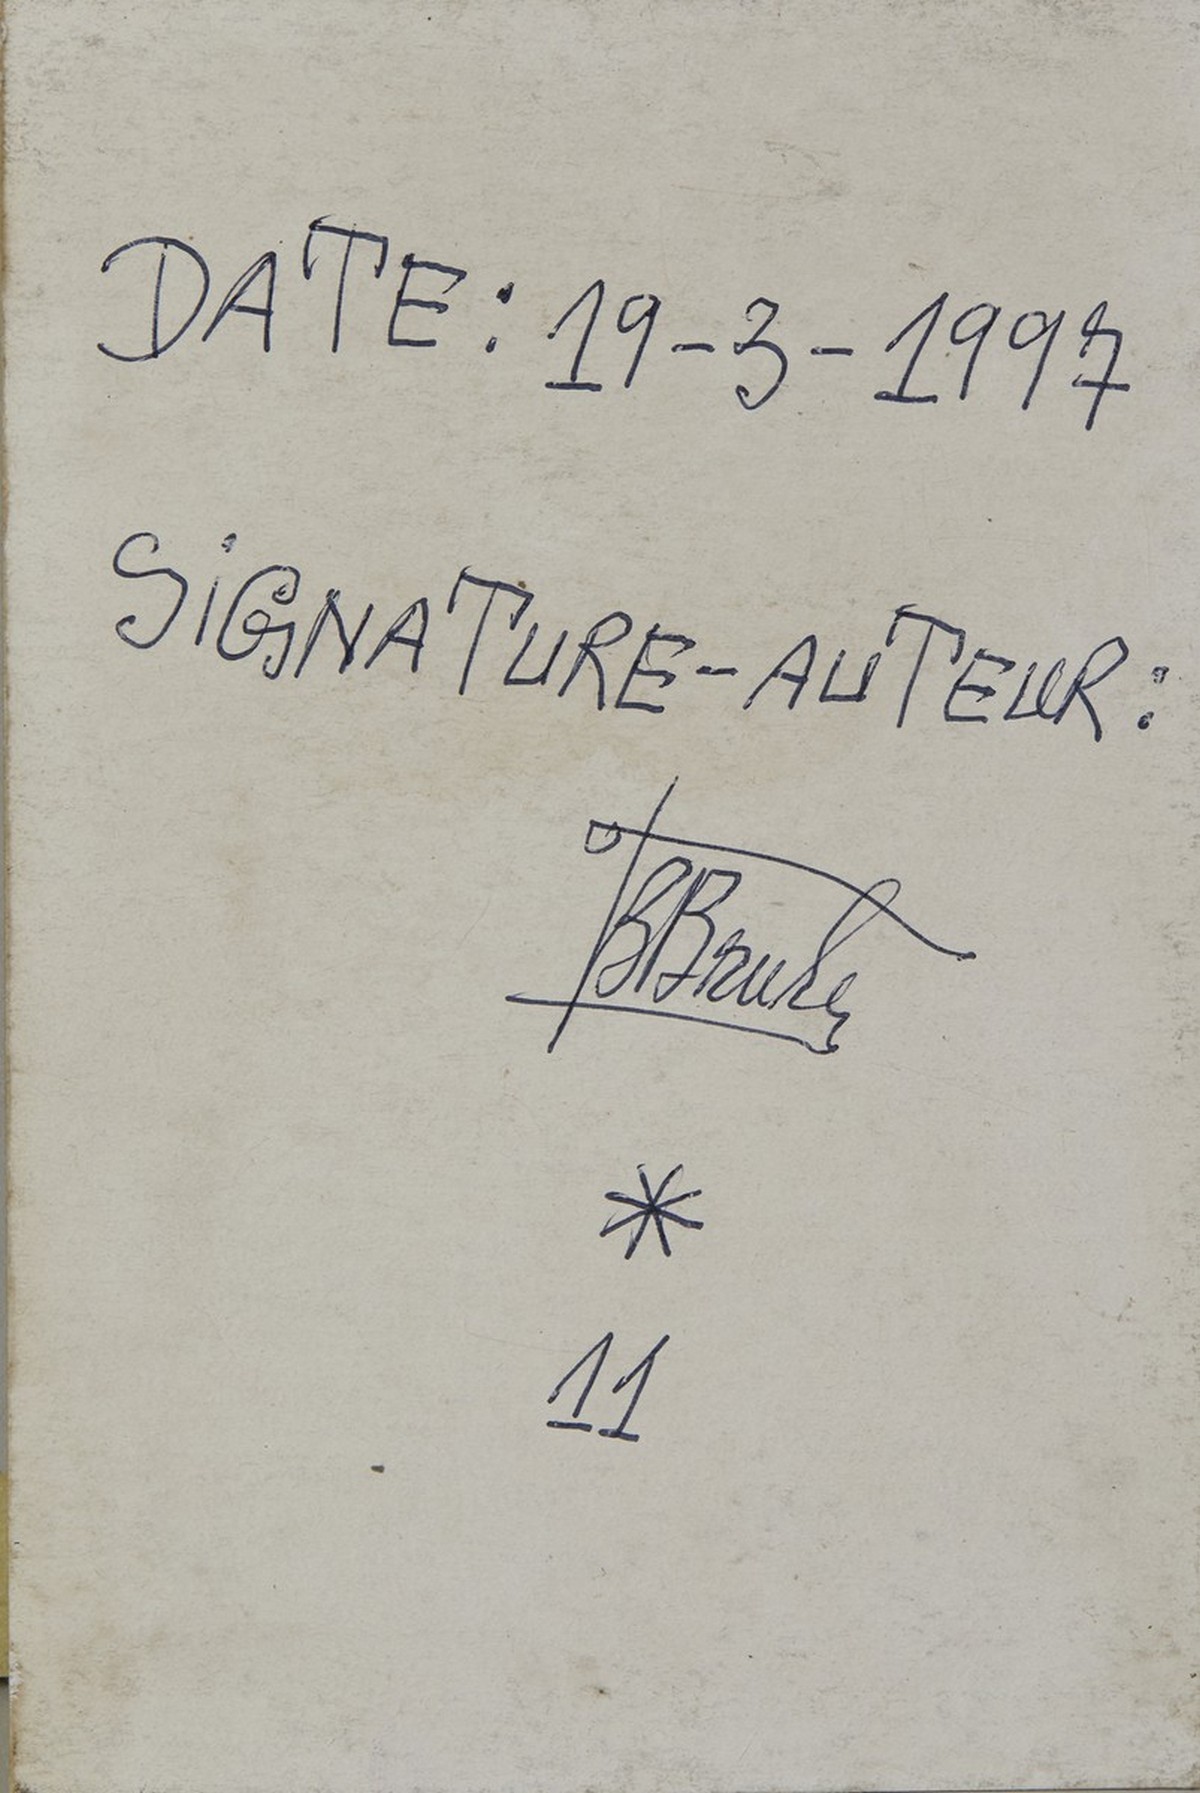 DATE: 19-3-1997
SiGNATURE-AUTEUR:
*
11